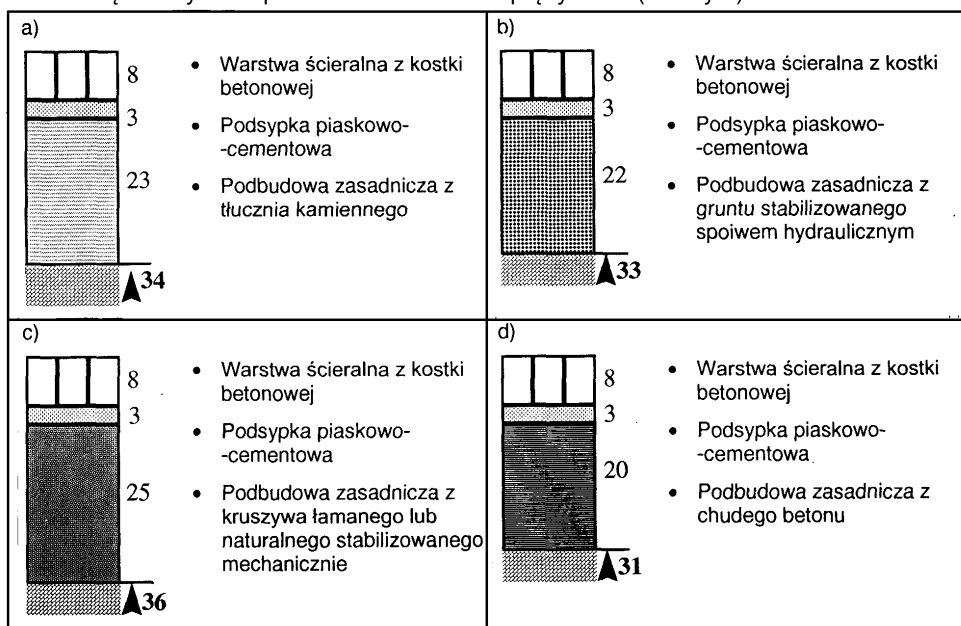 a)
8
3
23
34
• Warstwa ścieralna z kostki
betonowej
• Podsypka piaskowo-
-cementowa
• Podbudowa zasadnicza z
tłucznia kamiennego
b)
8
3
22
33
• Warstwa ścieralna z kostki
betonowej
• Podsypka piaskowo-
-cementowa
• Podbudowa zasadnicza z
gruntu stabilizowanego
spoiwem hydraulicznym
c)
8
3
25
36
• Warstwa ścieralna z kostki
betonowej
• Podsypka piaskowo-
-cementowa
• Podbudowa zasadnicza z
kruszywa łamanego lub
naturalnego stabilizowanego
mechanicznie
d)
8
3
20
31
• Warstwa ścieralna z kostki
betonowej
• Podsypka piaskowo-
-cementowa
• Podbudowa zasadnicza z
chudego betonu